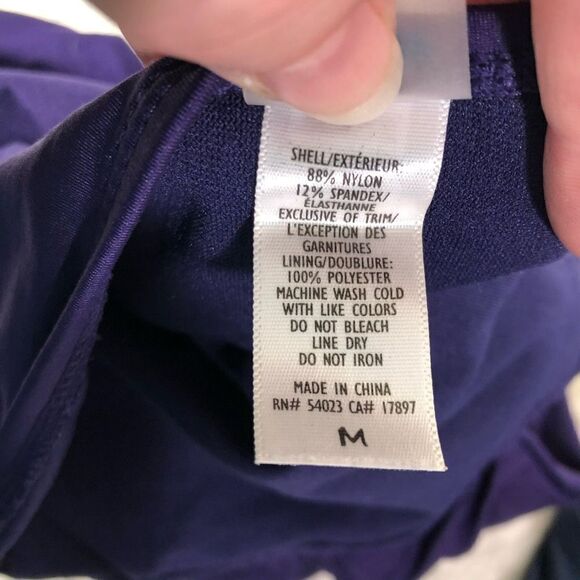 SHELL/EXTÉRIEUR:
88% NYLON
12% SPANDEX/
ÉLASTHANNE
EXCLUSIVE OF TRIM/
L'EXCEPTION DES
GARNITURES
LINING/DOUBLURE:
100% POLYESTER
MACHINE WASH COLD
WITH LIKE COLORS
DO NOT BLEACH
LINE DRY
DO NOT IRON
MADE IN CHINA
RN# 54023 CA# 17897
M